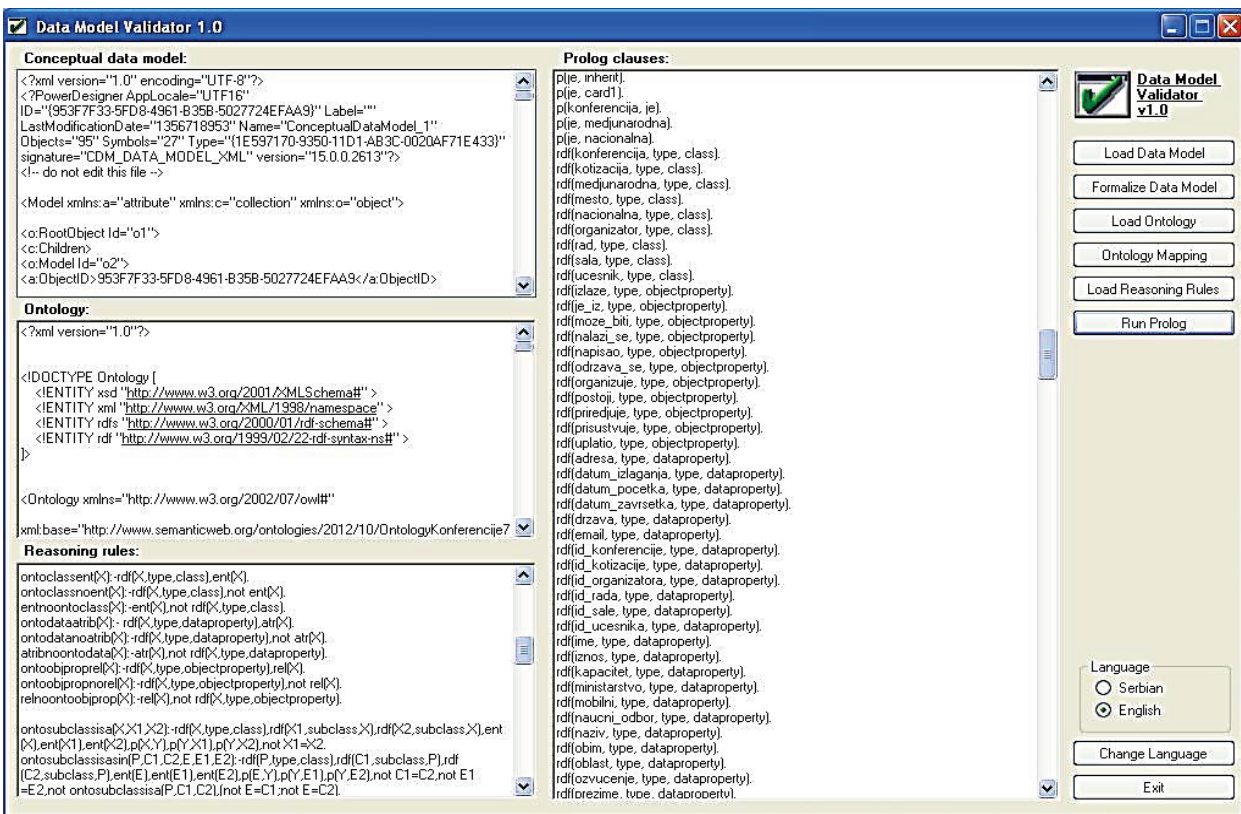 Data Model Validator 1.0
Conceptual data model:
<?xml version="1.0" encoding="UTF-8"?>
<?PowerDesigner AppLocale="UTF16"
ID="{953F7F33-5FD8-4961-B35B-5027724EFAA9}" Label=""
LastModificationDate="1356718953" Name="ConceptualDataModel_1"
Objects="95" Symbols="27" Type="{1E597170-9350-11D1-AB3C-0020AF71E433}"
signature="CDM_DATA_MODEL_XML" version="15.0.0.2613"?>
<!-- do not edit this file -->
<Model xmlns:a="attribute" xmlns:c="collection" xmlns:o="object">
<o:RootObject Id="o1">
<c:Children>
<o:Model Id="o2">
<a:ObjectID>953F7F33-5FD8-4961-B35B-5027724EFAA9</a:ObjectID>
Ontology:
<?xml version="1.0"?>
<!DOCTYPE Ontology [
<!ENTITY xsd "http://www.w3.org/2001/XMLSchema#" >
<!ENTITY xml "http://www.w3.org/XML/1998/namespace" >
<!ENTITY rdfs "http://www.w3.org/2000/01/rdf-schema#" >
<!ENTITY rdf "http://www.w3.org/1999/02/22-rdf-syntax-ns#" >
]>
<Ontology xmlns="http://www.w3.org/2002/07/owl#"
xml:base="http://www.semanticweb.org/ontologies/2012/10/OntologyKonferencije7
Reasoning rules:
ontoclassent(X):-rdf(X,type,class),ent(X).
ontoclassnoent(X):-rdf(X,type,class),not ent(X).
entnoontoclass(X):-ent(X),not rdf(X,type,class).
ontodataatrib(X):- rdf(X,type,dataproperty),atr(X).
ontodatanoatrib(X):-rdf(X,type,dataproperty),not atr(X).
atribnoontodata(X):-atr(X),not rdf(X,type,dataproperty).
ontoobjproprel(X):-rdf(X,type,objectproperty),rel(X).
ontoobjpropnorel(X):-rdf(X,type,objectproperty),not rel(X).
relnoontoobjprop(X):-rel(X),not rdf(X,type,objectproperty).
ontosubclassisa(X,X1,X2):-rdf(X,type,class),rdf(X1,subclass,X),rdf(X2,subclass,X),ent
(X),ent(X1),ent(X2),p(X,Y),p(Y,X1),p(Y,X2),not X1=X2.
ontosubclassisasin(P,C1,C2,E,E1,E2):-rdf(P,type,class),rdf(C1,subclass,P),rdf
(C2,subclass,P),ent(E),ent(E1),ent(E2),p(E,Y),p(Y,E1),p(Y,E2),not C1=C2,not E1
=E2,not ontosubclassisa(P,C1,C2),(not E=C1;not E=C2).
Prolog clauses:
p(je, inherit).
p(je, card1).
p(konferencija, je).
p(je, medjunarodna).
p(je, nacionalna).
rdf(konferencija, type, class).
rdf(kotizacija, type, class).
rdf(medjunarodna, type, class).
rdf(mesto, type, class).
rdf(nacionalna, type, class).
rdf(organizator, type, class).
rdf(rad, type, class).
rdf(sala, type, class).
rdf(ucesnik, type, class).
rdf(izlaze, type, objectproperty).
rdf(je_iz, type, objectproperty).
rdf(moze_biti, type, objectproperty).
rdf(nalazi_se, type, objectproperty).
rdf(napisao, type, objectproperty).
rdf(odrzava_se, type, objectproperty).
rdf(organizuje, type, objectproperty).
rdf(postoji, type, objectproperty).
rdf(priredjuje, type, objectproperty).
rdf(prisustvuje, type, objectproperty).
rdf(uplatio, type, objectproperty).
rdf(adresa, type, dataproperty).
rdf(datum_izlaganja, type, dataproperty).
rdf(datum_pocetka, type, dataproperty).
rdf(datum_zavrsetka, type, dataproperty).
rdf(drzava, type, dataproperty).
rdf(email, type, dataproperty).
rdf(id_konferencije, type, dataproperty).
rdf(id_kotizacije, type, dataproperty).
rdf(id_organizatora, type, dataproperty).
rdf(id_rada, type, dataproperty).
rdf(id_sale, type, dataproperty).
rdf(id_ucesnika, type, dataproperty).
rdf(ime, type, dataproperty).
rdf(iznos, type, dataproperty).
rdf(kapacitet, type, dataproperty).
rdf(ministarstvo, type, dataproperty).
rdf(mobilni, type, dataproperty).
rdf(naucni_odbor, type, dataproperty).
rdf(naziv, type, dataproperty).
rdf(obim, type, dataproperty).
rdf(oblast, type, dataproperty).
rdf(ozvucenje, type, dataproperty).
rdf(prezime, type, dataproperty).
Data Model
Validator
v1.0
Load Data Model
Formalize Data Model
Load Ontology
Ontology Mapping
Load Reasoning Rules
Run Prolog
Language
Serbian
English
Change Language
Exit